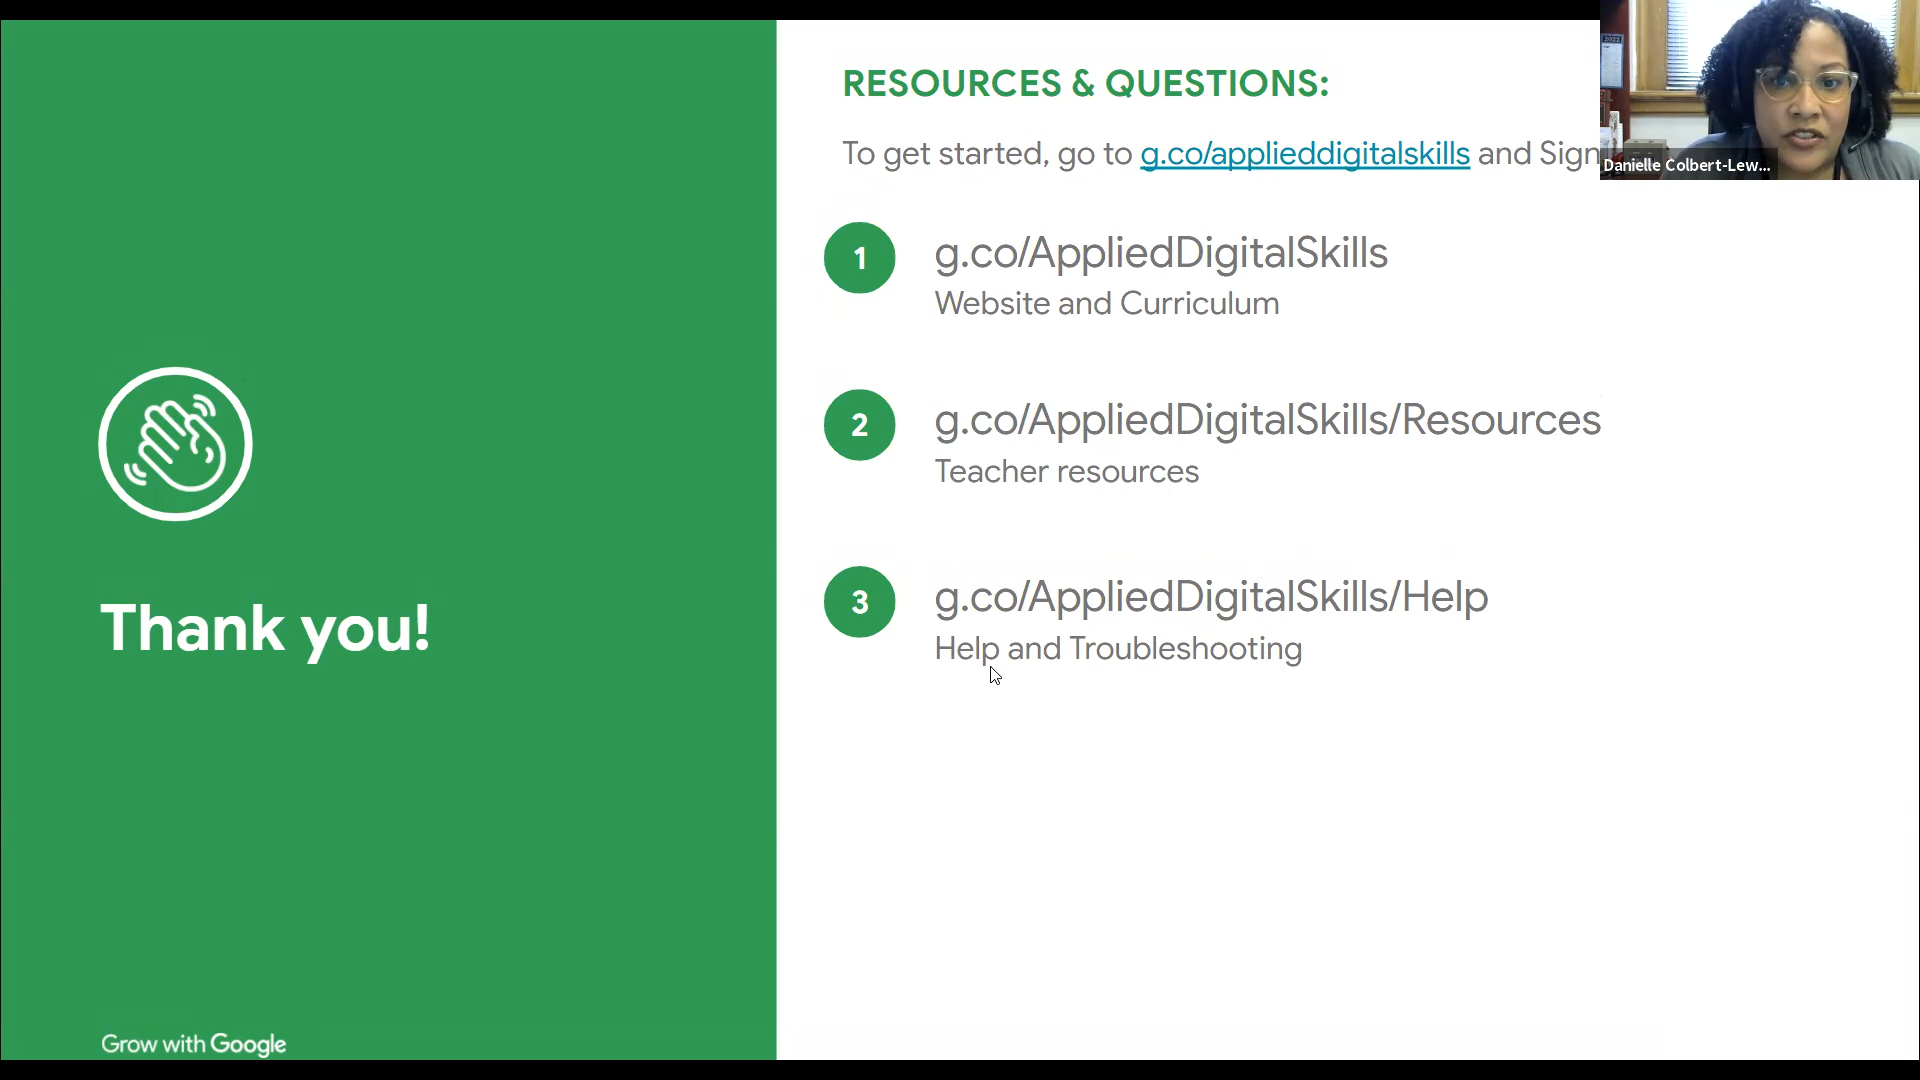 RESOURCES & QUESTIONS:
To get started, go to g.co/applieddigitalskills and Sign
Danielle Colbert-Lew...
1
g.co/AppliedDigitalSkills
Website and Curriculum
2
g.co/AppliedDigitalSkills/Resources
Teacher resources
3
g.co/AppliedDigitalSkills/Help
Help and Troubleshooting
Thank you!
Grow with Google
2022